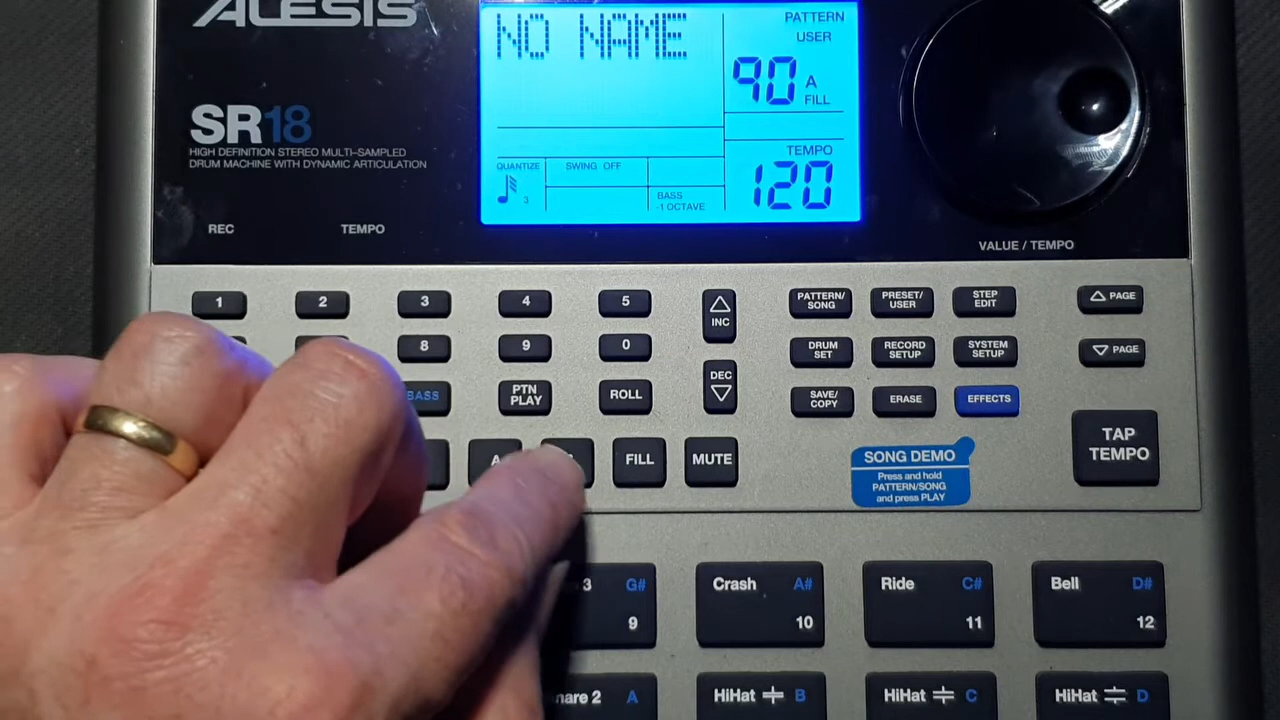 ALESIS
NO NAME
PATTERN
USER
90 A
FILL
SR18
HIGH DEFINITION STEREO MULTI-SAMPLED
DRUM MACHINE WITH DYNAMIC ARTICULATION
TEMPO
120
QUANTIZE
3
SWING OFF
BASS
-1 OCTAVE
REC
TEMPO
VALUE / TEMPO
1
2
3
4
5
INC
PATTERN/
SONG
PRESET/
USER
STEP
EDIT
PAGE
8
9
0
DRUM
SET
RECORD
SETUP
SYSTEM
SETUP
PAGE
BASS
PTN
PLAY
ROLL
DEC
SAVE/
COPY
ERASE
EFFECTS
A
FILL
MUTE
TAP
TEMPO
SONG DEMO
Press and hold
PATTERN/SONG
and press PLAY
3 G#
9
Crash A#
10
Ride C#
11
Bell D#
12
2 A
HiHat B
HiHat C
HiHat D